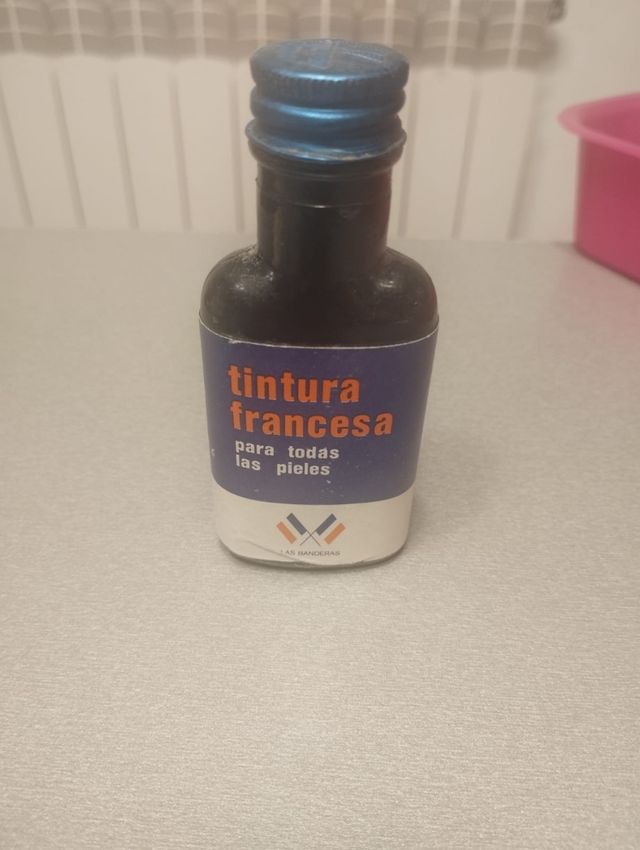 tintura
francesa
para todas
las pieles
LAS BANDERAS